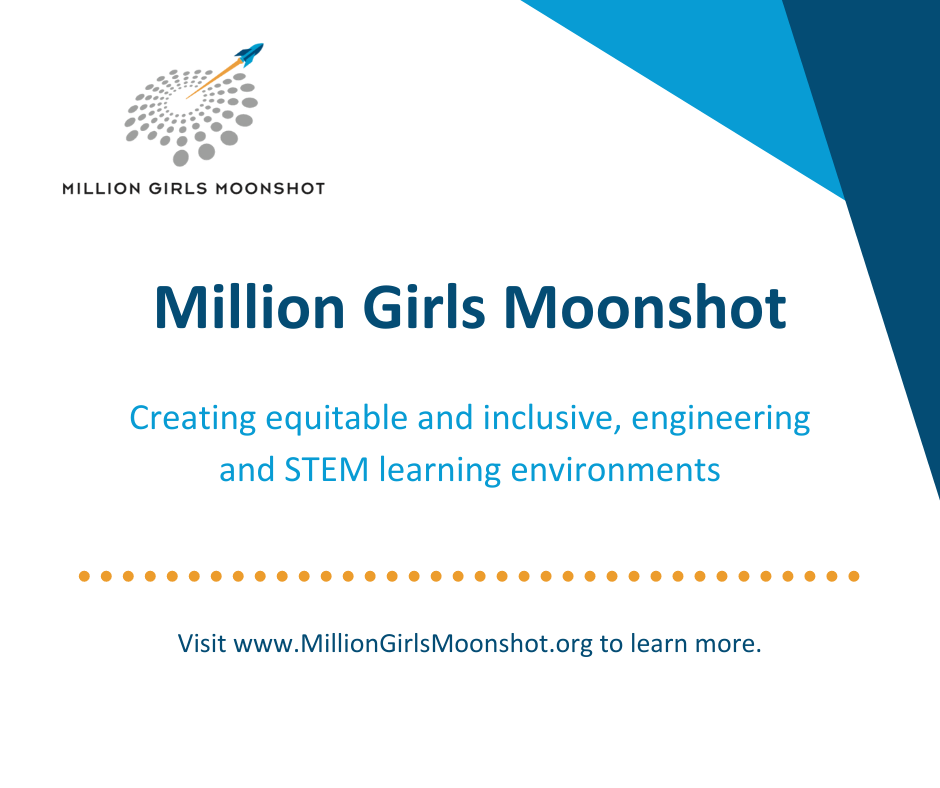 MILLION GIRLS MOONSHOT
Million Girls Moonshot
Creating equitable and inclusive, engineering
and STEM learning environments
Visit www.MillionGirlsMoonshot.org to learn more.